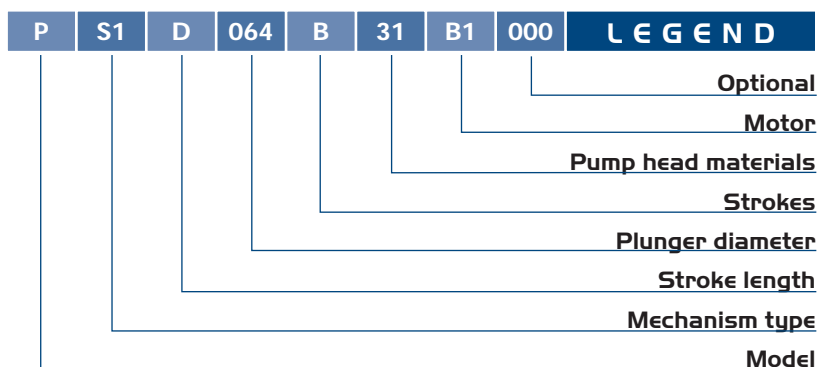 P S1 D 064 B 31 B1 000 LEGEND
Optional
Motor
Pump head materials
Strokes
Plunger diameter
Stroke length
Mechanism type
Model